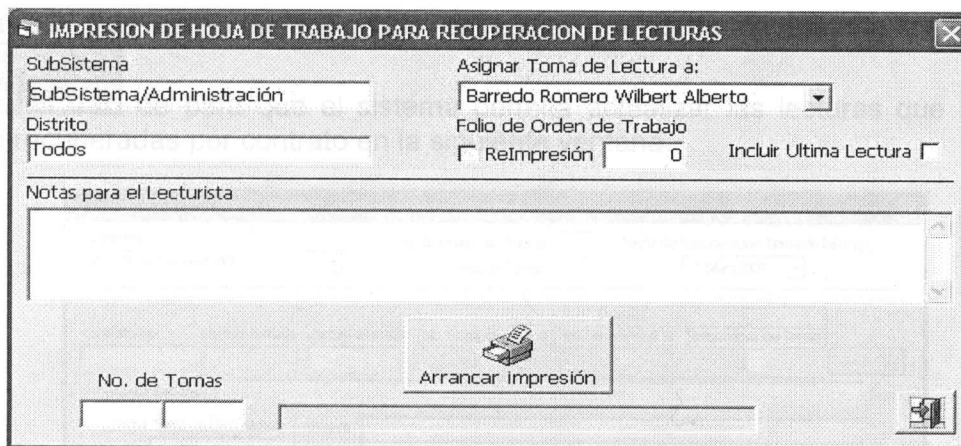 IMPRESION DE HOJA DE TRABAJO PARA RECUPERACION DE LECTURAS
SubSistema
SubSistema/Administración
Distrito
Todos
Asignar Toma de Lectura a:
Barredo Romero Wilbert Alberto
Folio de Orden de Trabajo
ReImpresión 0
Incluir Ultima Lectura
Notas para el Lecturista
Arrancar Impresión
No. de Tomas